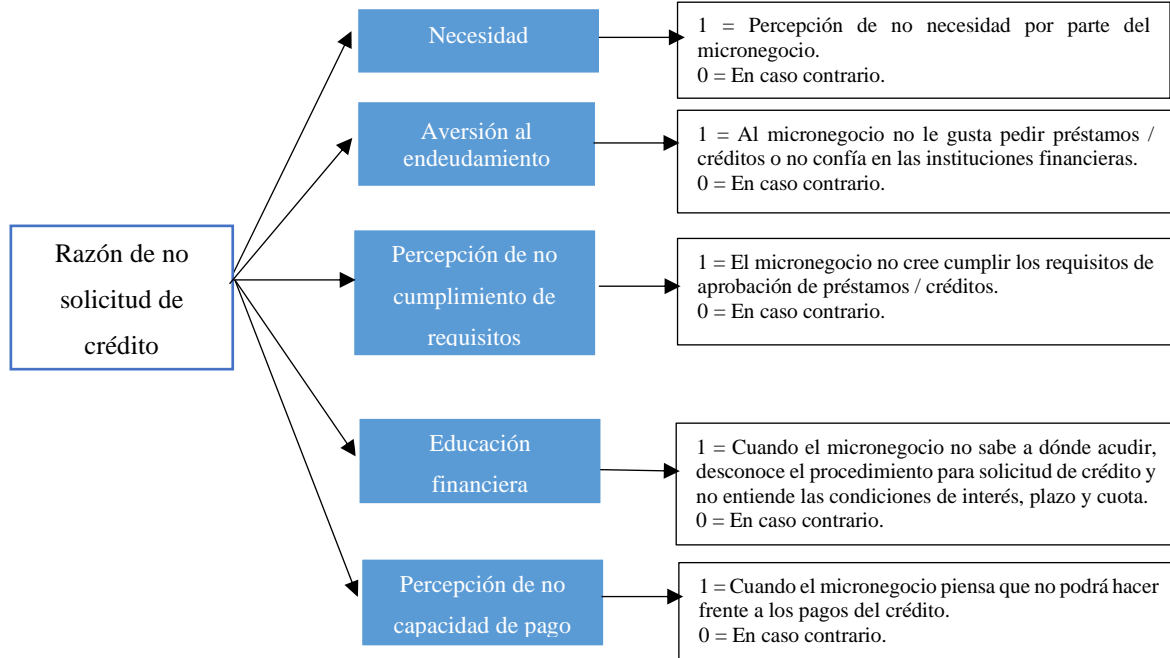 Necesidad
1 = Percepción de no necesidad por parte del
micronegocio.
0 = En caso contrario.
Aversión al
endeudamiento
1 = Al micronegocio no le gusta pedir préstamos /
créditos o no confía en las instituciones financieras.
0 = En caso contrario.
Razón de no
solicitud de
crédito
Percepción de no
cumplimiento de
requisitos
1 = El micronegocio no cree cumplir los requisitos de
aprobación de préstamos / créditos.
0 = En caso contrario.
Educación
financiera
1 = Cuando el micronegocio no sabe a dónde acudir,
desconoce el procedimiento para solicitud de crédito y
no entiende las condiciones de interés, plazo y cuota.
0 = En caso contrario.
Percepción de no
capacidad de pago
1 = Cuando el micronegocio piensa que no podrá hacer
frente a los pagos del crédito.
0 = En caso contrario.